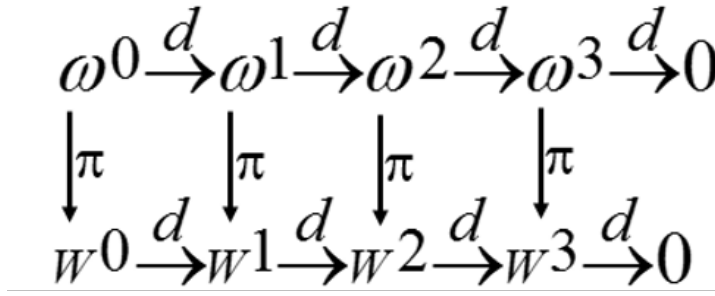 d d d d
ω0 → ω1 → ω2 → ω3 → 0
π π π π
d d d d
w0 → w1 → w2 → w3 → 0